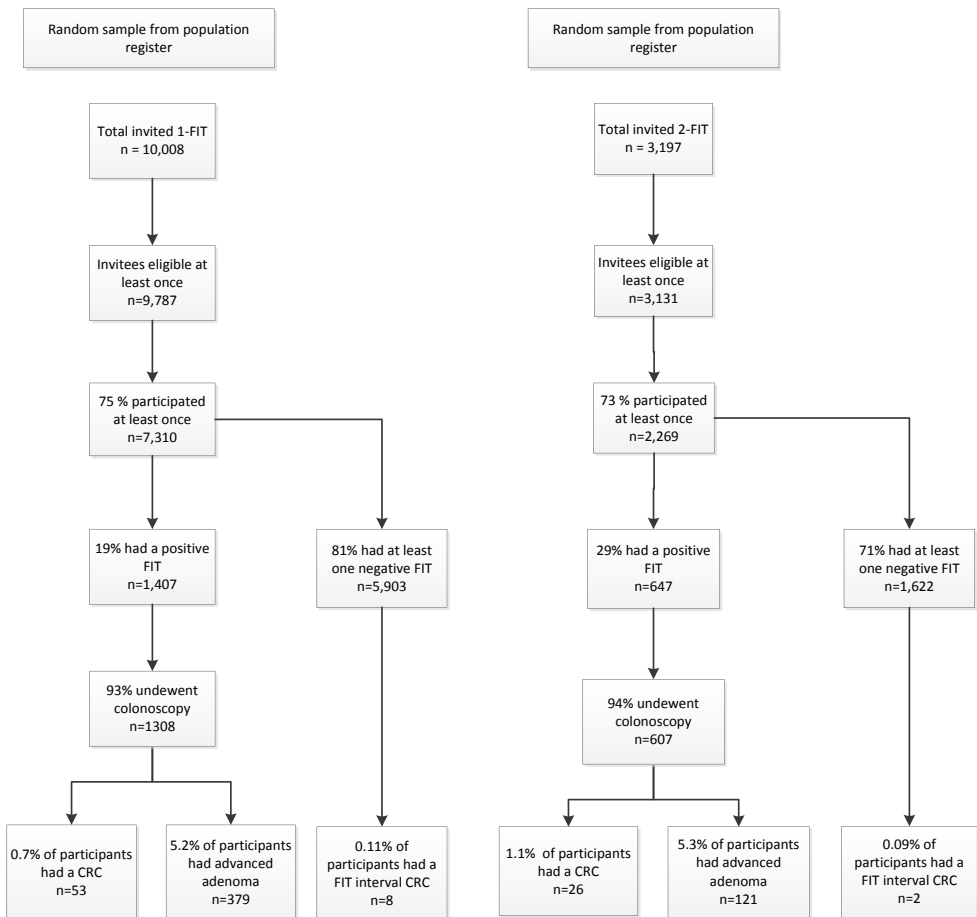 Random sample from population
register
Total invited 1-FIT
n = 10,008
Invitees eligible at
least once
n=9,787
75 % participated
at least once
n=7,310
19% had a positive
FIT
n=1,407
81% had at least
one negative FIT
n=5,903
93% undewent
colonoscopy
n=1308
0.7% of participants
had a CRC
n=53
5.2% of participants
had advanced
adenoma
n=379
0.11% of
participants had a
FIT interval CRC
n=8
Random sample from population
register
Total invited 2-FIT
n = 3,197
Invitees eligible at
least once
n=3,131
73 % participated
at least once
n=2,269
29% had a positive
FIT
n=647
71% had at least
one negative FIT
n=1,622
94% undewent
colonoscopy
n=607
1.1%  of participants
had a CRC
n=26
5.3% of participants
had advanced
adenoma
n=121
0.09% of
participants had a
FIT interval CRC
n=2